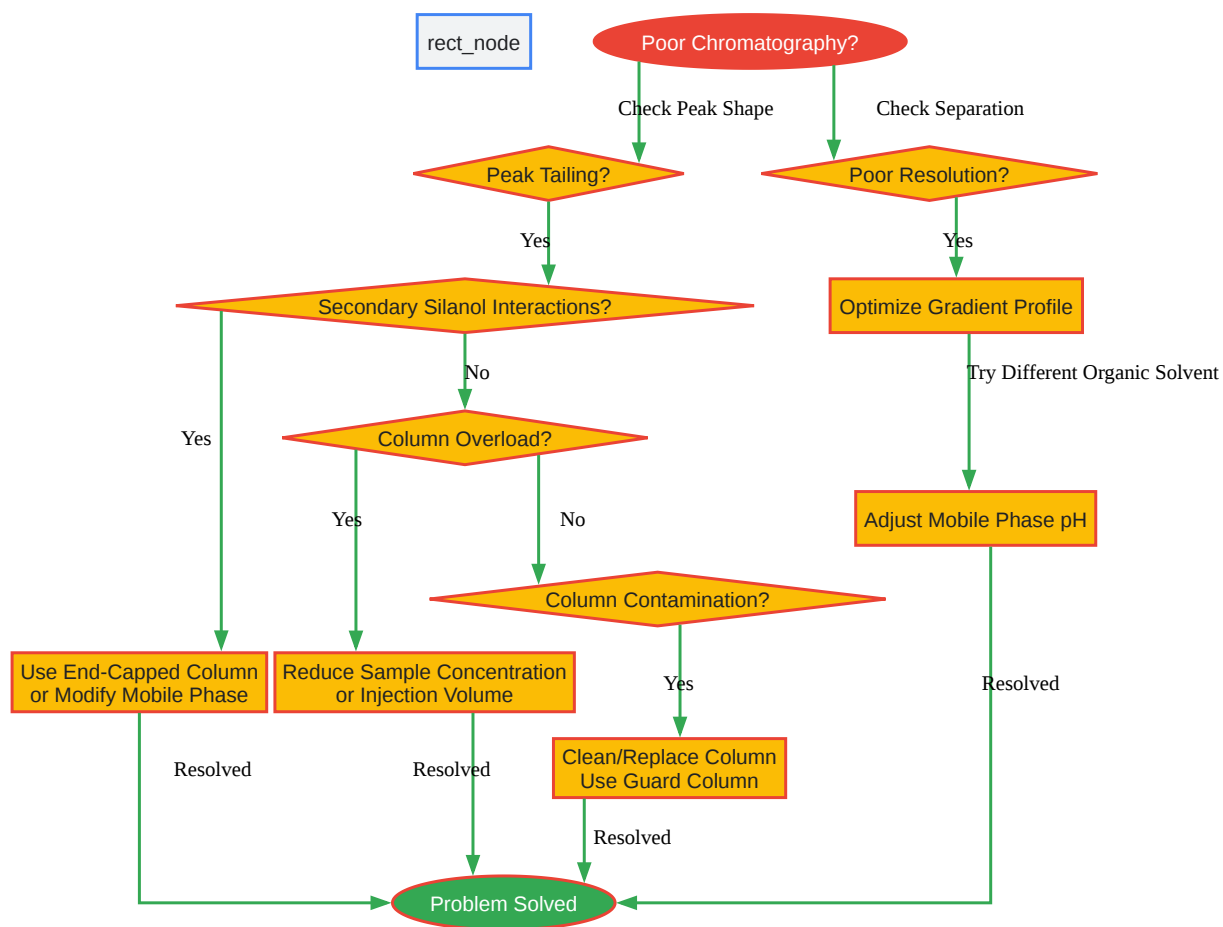 rect_node
Poor Chromatography?
Check Peak Shape
Check Separation
Peak Tailing?
Poor Resolution?
Yes
Yes
Secondary Silanol Interactions?
Optimize Gradient Profile
No
Try Different Organic Solvent
Yes
Column Overload?
Yes
No
Adjust Mobile Phase pH
Column Contamination?
Use End-Capped Column
or Modify Mobile Phase
Reduce Sample Concentration
or Injection Volume
Yes
Resolved
Clean/Replace Column
Use Guard Column
Resolved
Resolved
Resolved
Problem Solved